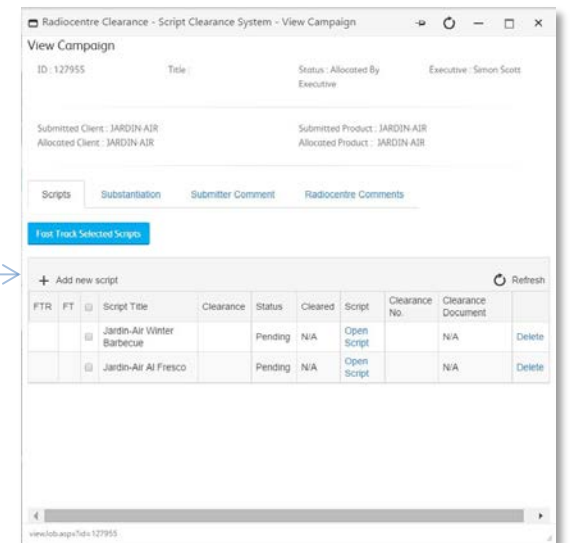 Radiocentre Clearance - Script Clearance System - View Campaign
View Campaign
ID : 127955 Title : Status : Allocated By Executive Executive : Simon Scott
Submitted Client : JARDIN-AIR Submitted Product : JARDIN-AIR
Allocated Client : JARDIN-AIR Allocated Product : JARDIN-AIR
Scripts Substantiation Submitter Comment Radiocentre Comments
Fast Track Selected Scripts
+ Add new script Refresh
FTR FT Script Title Clearance Status Cleared Script Clearance No. Clearance Document
Jardin-Air Winter Barbecue Pending N/A Open Script N/A Delete
Jardin-Air Al Fresco Pending N/A Open Script N/A Delete
viewJob.aspx?id=127955